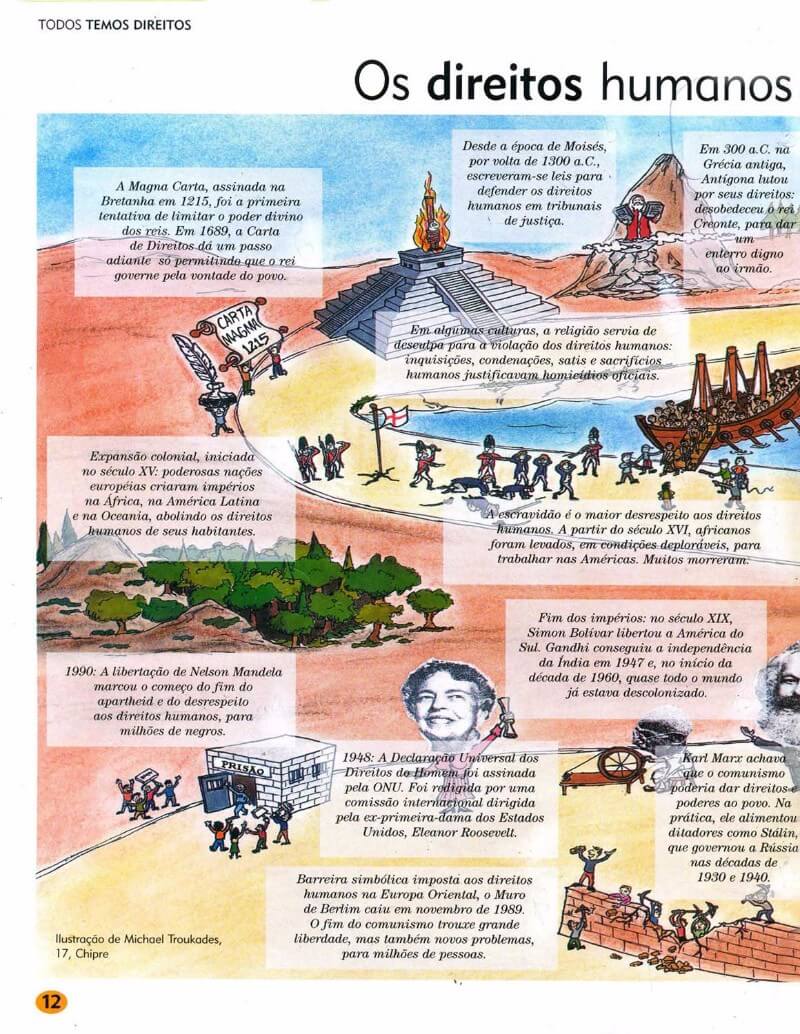 TODOS TEMOS DIREITOS
Os direitos humanos
A Magna Carta, assinada na
Bretanha em 1215, foi a primeira
tentativa de limitar o poder divino
dos reis. Em 1689, a Carta
de Direitos dá um passo
adiante só permitindo que o rei
governe pela vontade do povo.
Desde a época de Moisés,
por volta de 1300 a.C.,
escreveram-se leis para
defender os direitos
humanos em tribunais
de justiça.
Em 300 a.C. na
Grécia antiga,
Antígona lutou
por seus direitos:
desobedeceu o rei
Creonte, para dar
um
enterro digno
ao irmão.
CARTA
MAGNA
1215
Em algumas culturas, a religião servia de
desculpa para a violação dos direitos humanos:
inquisições, condenações, satis e sacrifícios
humanos justificavam homicídios oficiais.
Expansão colonial, iniciada
no século XV: poderosas nações
européias criaram impérios
na África, na América Latina
e na Oceania, abolindo os direitos
humanos de seus habitantes.
A escravidão é o maior desrespeito aos direitos
humanos. A partir do século XVI, africanos
foram levados, em condições deploráveis, para
trabalhar nas Américas. Muitos morreram.
Fim dos impérios: no século XIX,
Simon Bolívar libertou a América do
Sul. Gandhi conseguiu a independência
da Índia em 1947 e, no início da
década de 1960, quase todo o mundo
já estava descolonizado.
1990: A libertação de Nelson Mandela
marcou o começo do fim do
apartheid e do desrespeito
aos direitos humanos, para
milhões de negros.
PRISÃO
1948: A Declaração Universal dos
Direitos do Homem foi assinada
pela ONU. Foi redigida por uma
comissão internacional dirigida
pela ex-primeira-dama dos Estados
Unidos, Eleanor Roosevelt.
Karl Marx achava
que o comunismo
poderia dar direitos e
poderes ao povo. Na
prática, ele alimentou
ditadores como Stálin,
que governou a Rússia
nas décadas de
1930 e 1940.
Barreira simbólica imposta aos direitos
humanos na Europa Oriental, o Muro
de Berlim caiu em novembro de 1989.
O fim do comunismo trouxe grande
liberdade, mas também novos problemas,
para milhões de pessoas.
Ilustração de Michael Troukades,
17, Chipre
12